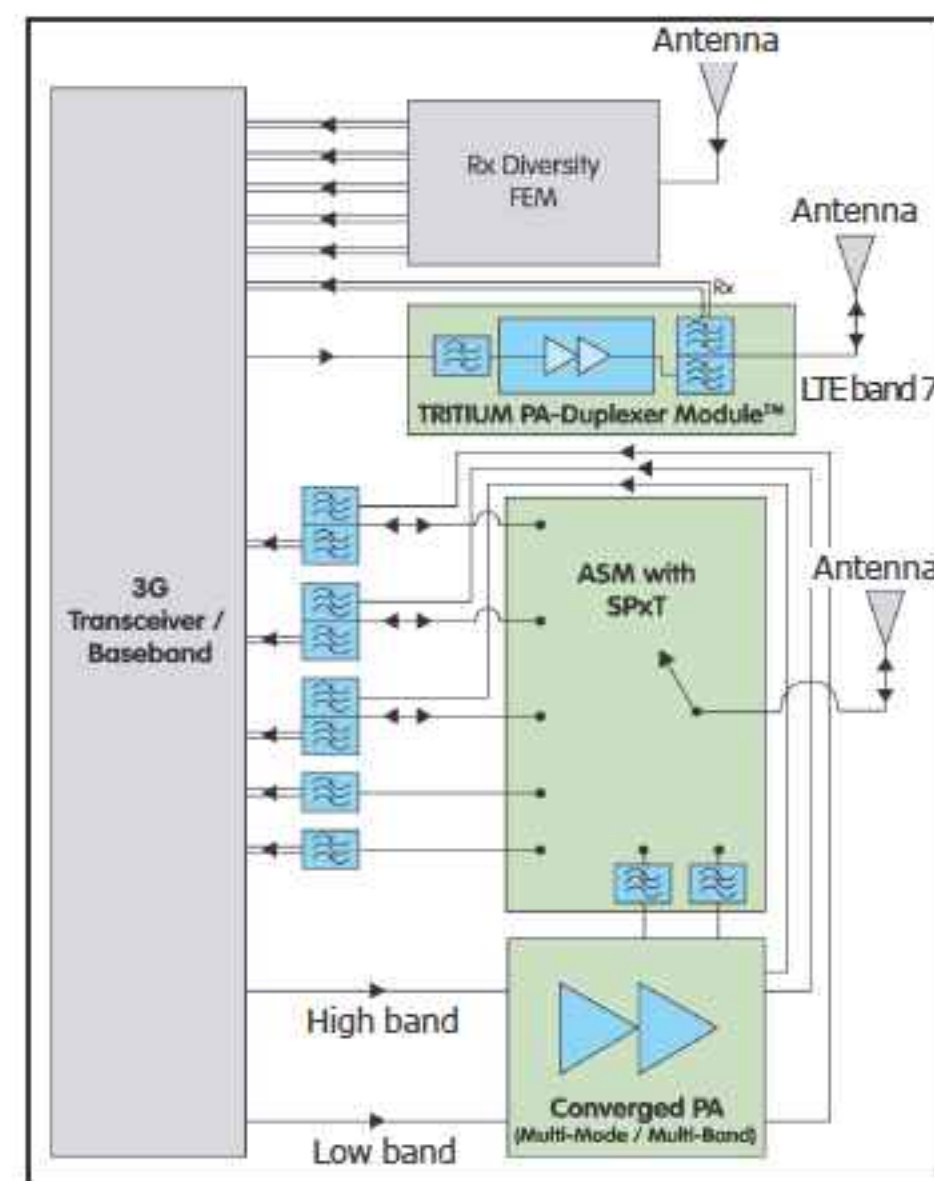 Antenna
Rx Diversity
FEM
Antenna
Rx
LTE band 7
TRITIUM PA-Duplexer Module™
3G
Transceiver /
Baseband
ASM with
SPxT
Antenna
High band
Low band
Converged PA
(Multi-Mode / Multi-Band)